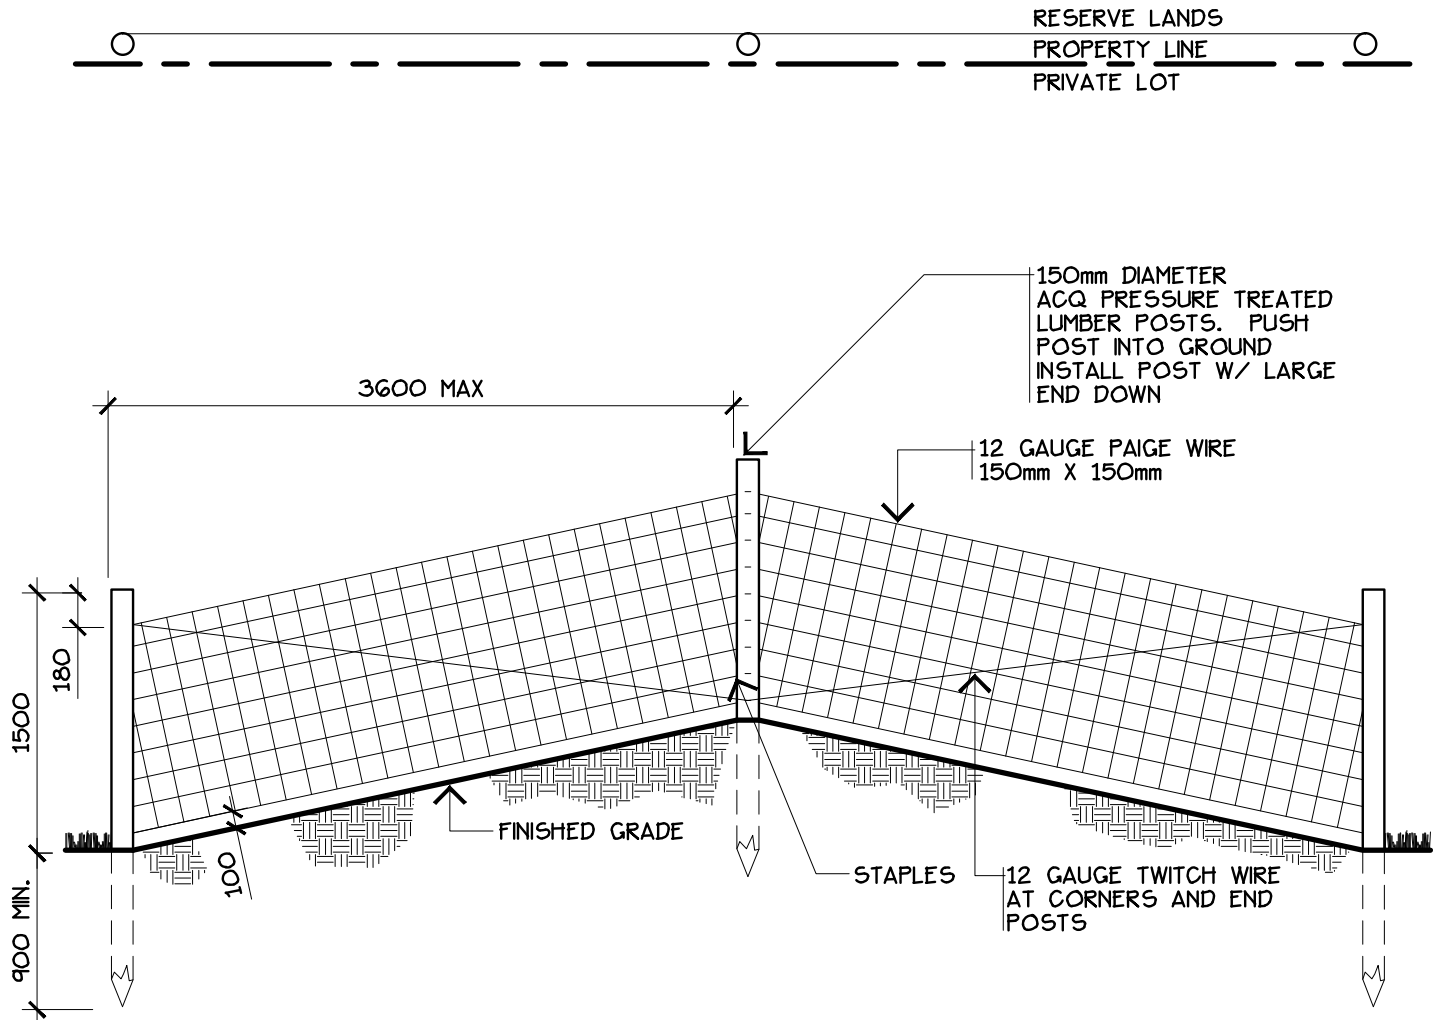 RESERVE LANDS
PROPERTY LINE
PRIVATE LOT
150mm DIAMETER
ACQ PRESSURE TREATED
LUMBER POSTS. PUSH
POST INTO GROUND
INSTALL POST W/ LARGE
END DOWN
3600 MAX
12 GAUGE PAIGE WIRE
150mm X 150mm
180
1500
FINISHED GRADE
100
STAPLES
12 GAUGE TWITCH WIRE
AT CORNERS AND END
POSTS
900 MIN.